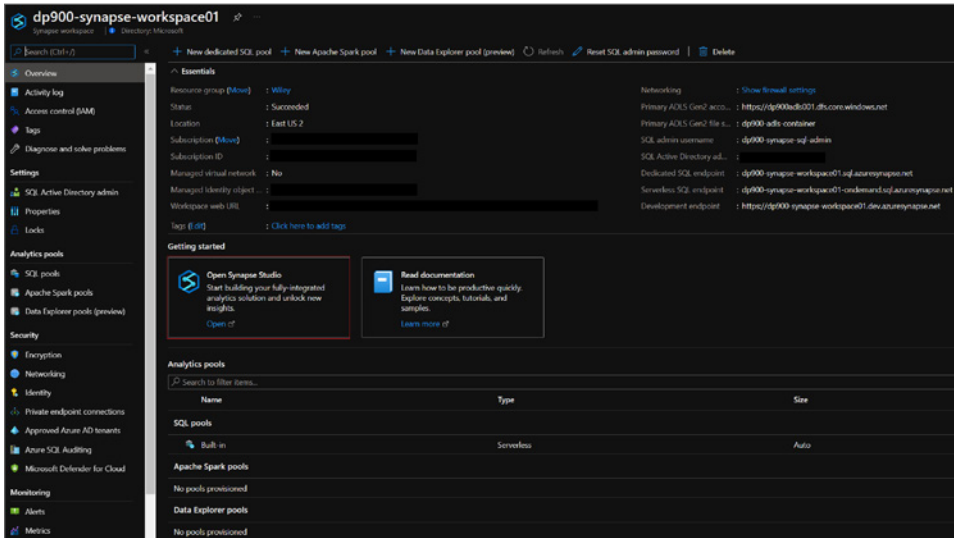 dp900-synapse-workspace01
Synapse workspace | Directory: Microsoft
Search (Ctrl+/)
Overview
Activity log
Access control (IAM)
Tags
Diagnose and solve problems
Settings
SQL Active Directory admin
Properties
Locks
Analytics pools
SQL pools
Apache Spark pools
Data Explorer pools (preview)
Security
Encryption
Networking
Identity
Private endpoint connections
Approved Azure AD tenants
Azure SQL Auditing
Microsoft Defender for Cloud
Monitoring
Alerts
Metrics
New dedicated SQL pool New Apache Spark pool New Data Explorer pool (preview) Refresh Reset SQL admin password | Delete
Essentials
Resource group (Move) : Wiley
Status : Succeeded
Location : East US 2
Subscription (Move) :
Subscription ID :
Managed virtual network : No
Managed Identity object ... :
Workspace web URL :
Tags (Edit) : Click here to add tags
Networking : Show firewall settings
Primary ADLS Gen2 acco... : https://dp900adls001.dfs.core.windows.net
Primary ADLS Gen2 file s... : dp900-adls-container
SQL admin username : dp900-synapse-sql-admin
SQL Active Directory ad... :
Dedicated SQL endpoint : dp900-synapse-workspace01.sql.azuresynapse.net
Serverless SQL endpoint : dp900-synapse-workspace01-ondemand.sql.azuresynapse.net
Development endpoint : https://dp900-synapse-workspace01.dev.azuresynapse.net
Getting started
Open Synapse Studio
Start building your fully-integrated
analytics solution and unlock new
insights.
Open
Read documentation
Learn how to be productive quickly.
Explore concepts, tutorials, and
samples.
Learn more
Analytics pools
Search to filter items...
Name Type Size
SQL pools
Built-in Serverless Auto
Apache Spark pools
No pools provisioned
Data Explorer pools
No pools provisioned